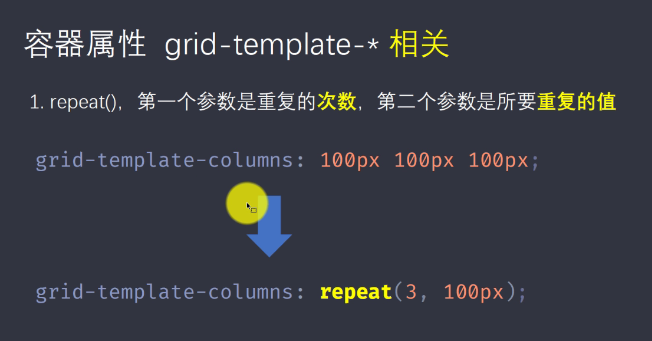 容器属性 grid-template-* 相关
1. repeat(),第一个参数是重复的次数,第二个参数是所要重复的值
grid-template-columns: 100px 100px 100px;
grid-template-columns: repeat(3, 100px);